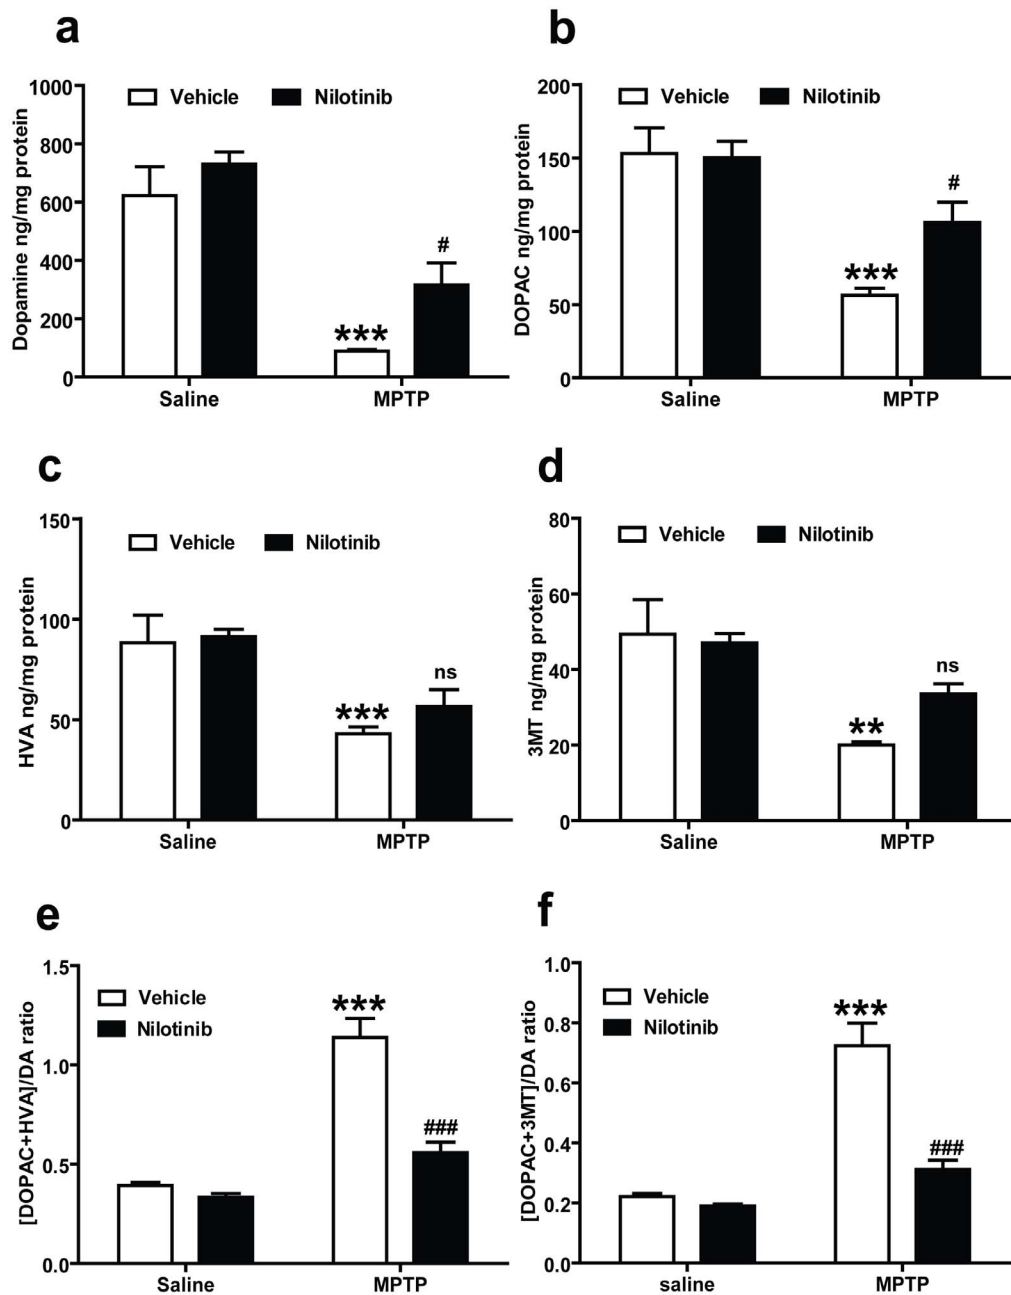 a
Vehicle Nilotinib
Dopamine ng/mg protein
1000
800
600
400
200
0
***
#
Saline MPTP
b
Vehicle Nilotinib
DOPAC ng/mg protein
200
150
100
50
0
***
#
Saline MPTP
c
Vehicle Nilotinib
HVA ng/mg protein
150
100
50
0
***
ns
Saline MPTP
d
Vehicle Nilotinib
3MT ng/mg protein
80
60
40
20
0
**
ns
Saline MPTP
e
Vehicle
Nilotinib
[DOPAC+HVA]/DA ratio
1.5
1.0
0.5
0.0
***
###
Saline MPTP
f
Vehicle
Nilotinib
[DOPAC+3MT]/DA ratio
1.0
0.8
0.6
0.4
0.2
0.0
***
###
saline MPTP